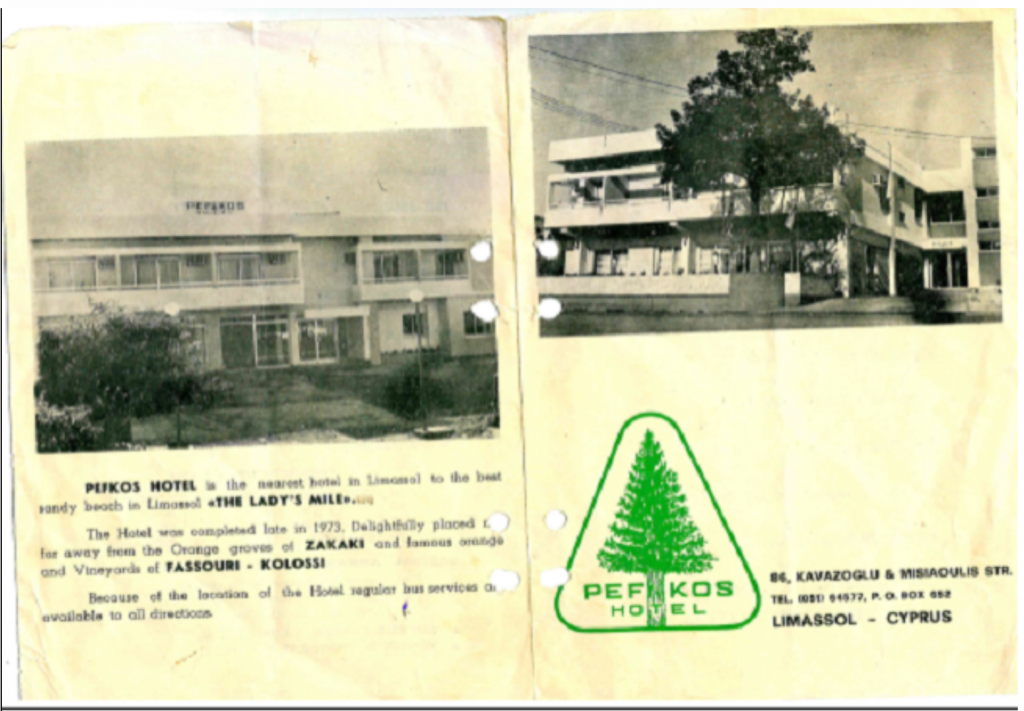 PEFKOS
PEFKOS HOTEL is the nearest hotel in Limassol to the best
sandy beach in Limassol «THE LADY'S MILE».
The Hotel was completed late in 1973. Delightfully placed
far away from the Orange groves of ZAKAKI and famous orange
and Vineyards of FASSOURI - KOLOSSI
Because of the location of the Hotel regular bus services
available to all directions
PEFKOS
HOTEL
86, KAVAZOGLU & MISIAOULIS STR.
TEL. (051) P. O. BOX
LIMASSOL - CYPRUS